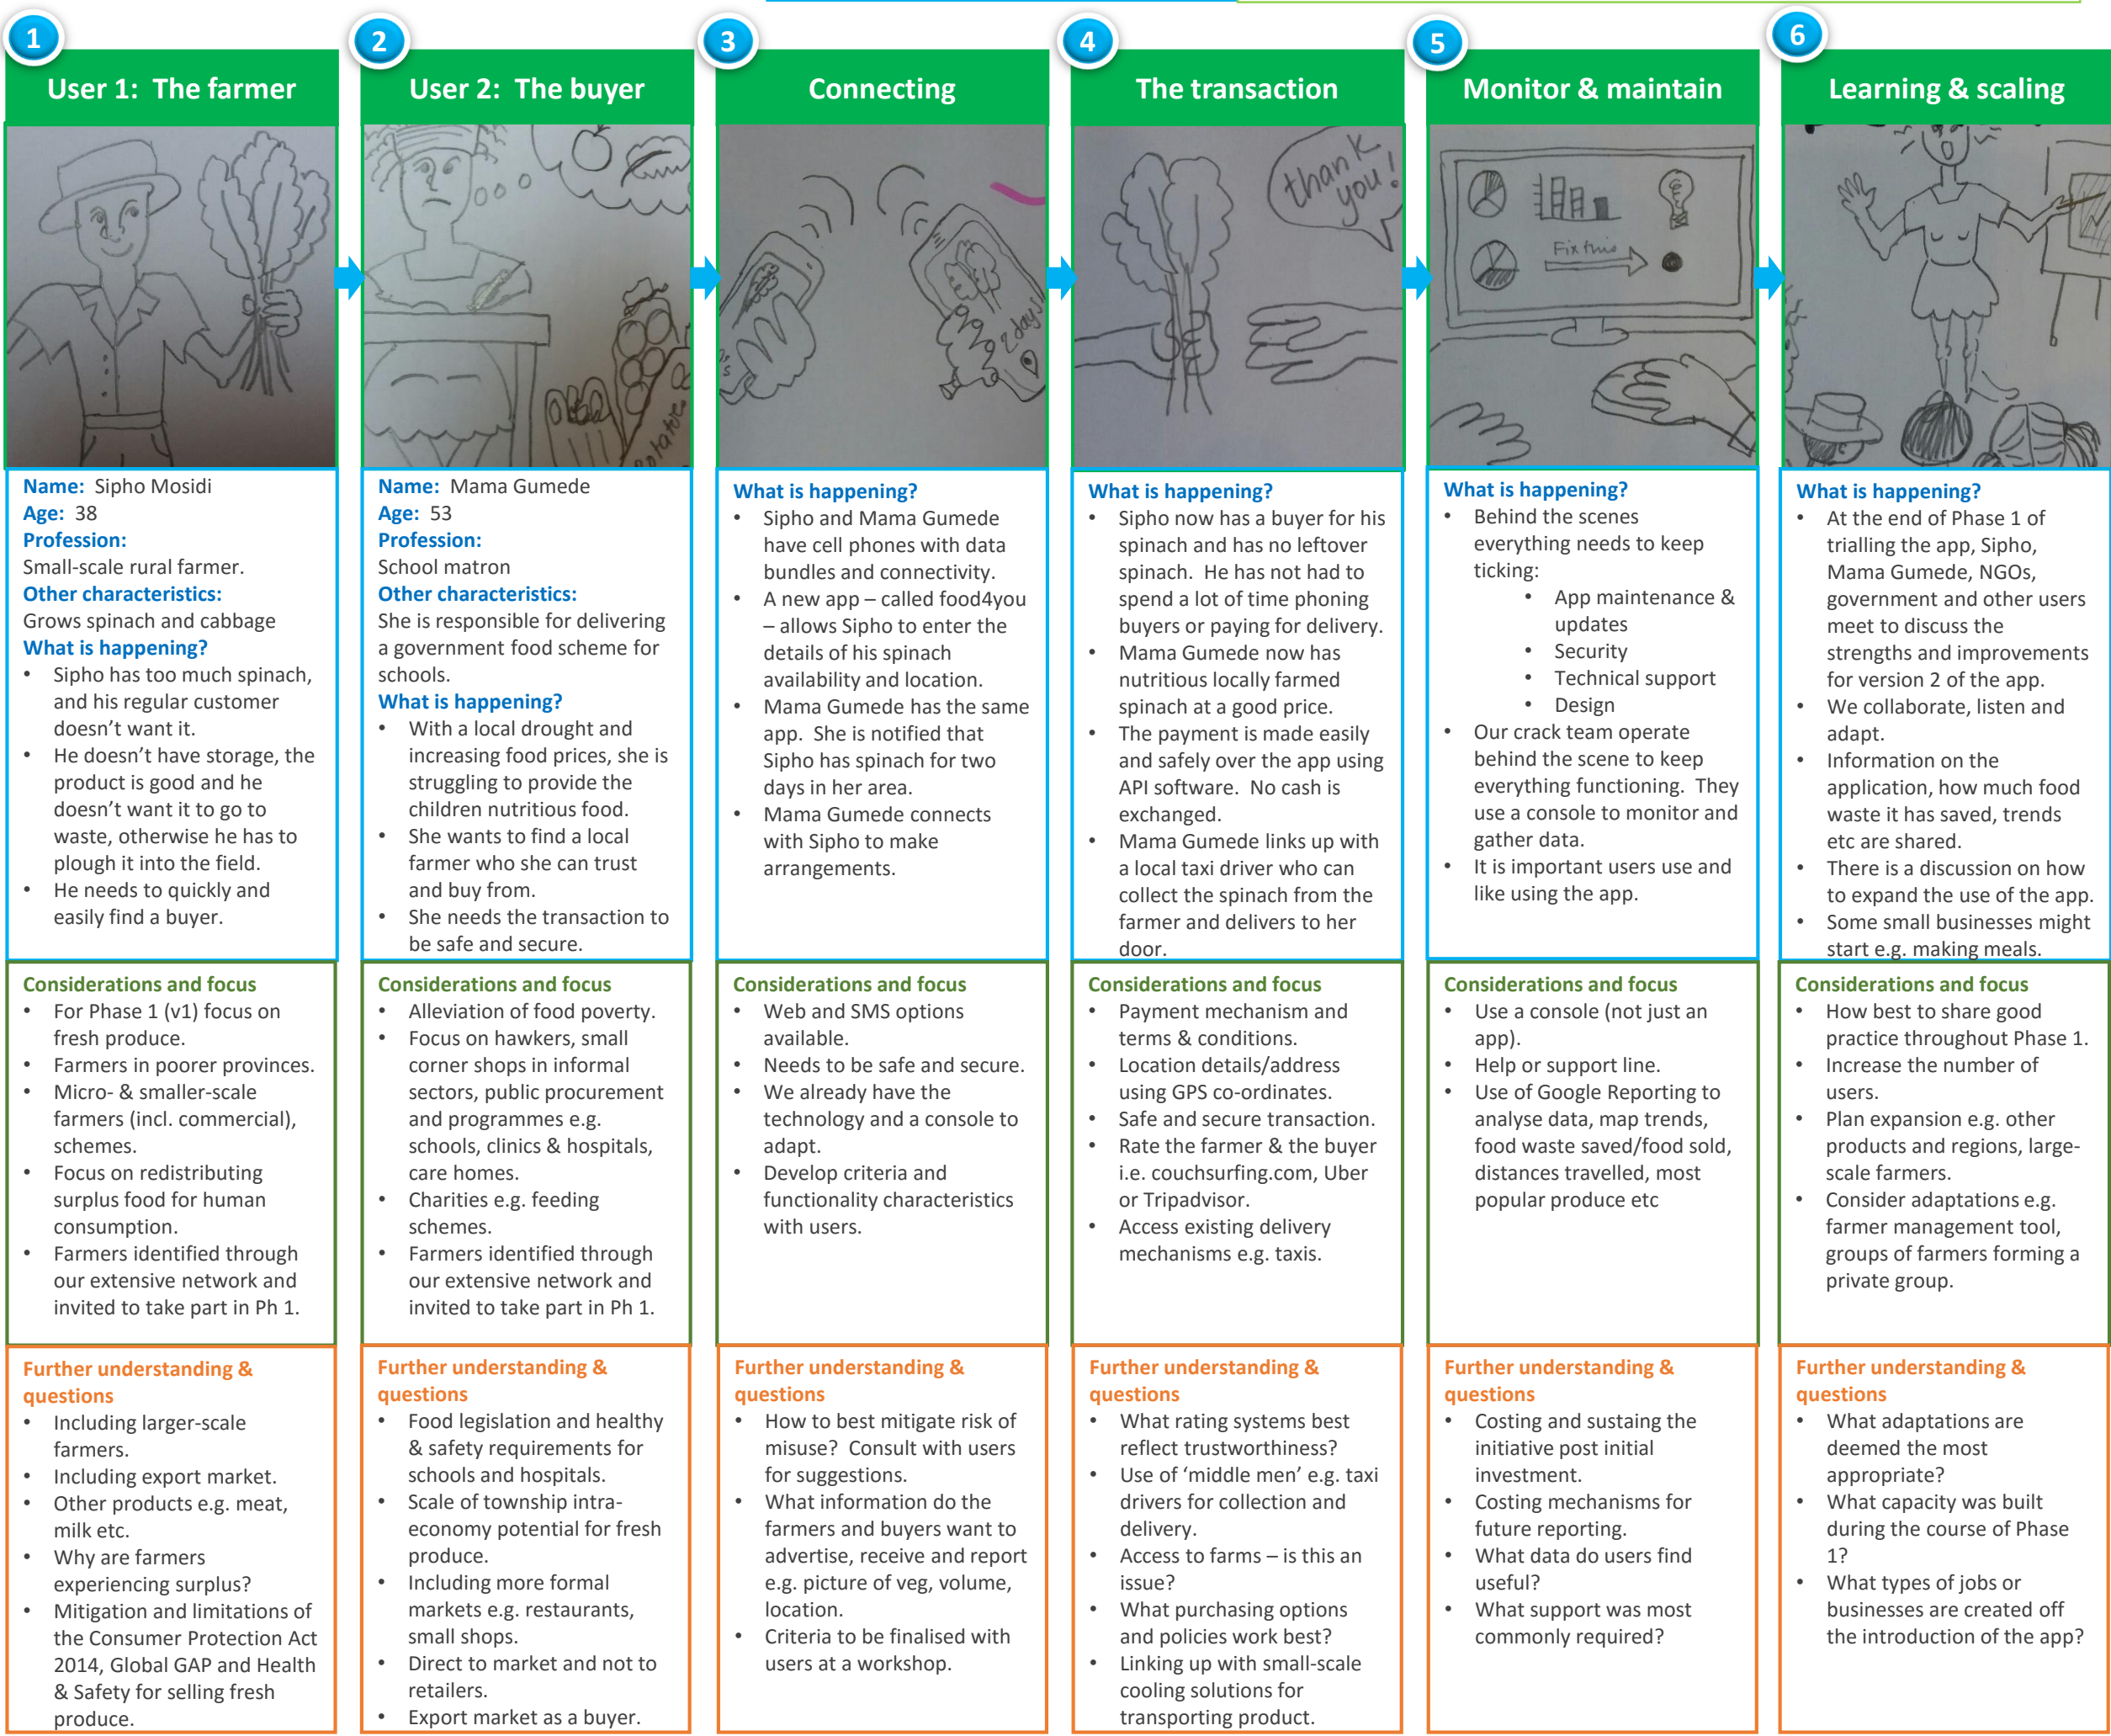 1
User 1:  The farmer
Name:  Sipho Mosidi
Age:  38
Profession:
Small-scale rural farmer.
Other characteristics:
Grows spinach and cabbage
What is happening?
• Sipho has too much spinach,
and his regular customer
doesn’t want it.
• He doesn’t have storage, the
product is good and he
doesn’t want it to go to
waste, otherwise he has to
plough it into the field.
• He needs to quickly and
easily find a buyer.
Considerations and focus
• For Phase 1 (v1) focus on
fresh produce.
• Farmers in poorer provinces.
• Micro- & smaller-scale
farmers (incl. commercial),
schemes.
• Focus on redistributing
surplus food for human
consumption.
• Farmers identified through
our extensive network and
invited to take part in Ph 1.
Further understanding &
questions
• Including larger-scale
farmers.
• Including export market.
• Other products e.g. meat,
milk etc.
• Why are farmers
experiencing surplus?
• Mitigation and limitations of
the Consumer Protection Act
2014, Global GAP and Health
& Safety for selling fresh
produce.
2
User 2:  The buyer
potatoe
Name:  Mama Gumede
Age:  53
Profession:
School matron
Other characteristics:
She is responsible for delivering
a government food scheme for
schools.
What is happening?
• With a local drought and
increasing food prices, she is
struggling to provide the
children nutritious food.
• She wants to find a local
farmer who she can trust
and buy from.
• She needs the transaction to
be safe and secure.
Considerations and focus
• Alleviation of food poverty.
• Focus on hawkers, small
corner shops in informal
sectors, public procurement
and programmes e.g.
schools, clinics & hospitals,
care homes.
• Charities e.g. feeding
schemes.
• Farmers identified through
our extensive network and
invited to take part in Ph 1.
Further understanding &
questions
• Food legislation and healthy
& safety requirements for
schools and hospitals.
• Scale of township intra-
economy potential for fresh
produce.
• Including more formal
markets e.g. restaurants,
small shops.
• Direct to market and not to
retailers.
• Export market as a buyer.
3
Connecting
2 days
What is happening?
• Sipho and Mama Gumede
have cell phones with data
bundles and connectivity.
• A new app – called food4you
– allows Sipho to enter the
details of his spinach
availability and location.
• Mama Gumede has the same
app.  She is notified that
Sipho has spinach for two
days in her area.
• Mama Gumede connects
with Sipho to make
arrangements.
Considerations and focus
• Web and SMS options
available.
• Needs to be safe and secure.
• We already have the
technology and a console to
adapt.
• Develop criteria and
functionality characteristics
with users.
Further understanding &
questions
• How to best mitigate risk of
misuse?  Consult with users
for suggestions.
• What information do the
farmers and buyers want to
advertise, receive and report
e.g. picture of veg, volume,
location.
• Criteria to be finalised with
users at a workshop.
4
The transaction
thank
you!
What is happening?
• Sipho now has a buyer for his
spinach and has no leftover
spinach.  He has not had to
spend a lot of time phoning
buyers or paying for delivery.
• Mama Gumede now has
nutritious locally farmed
spinach at a good price.
• The payment is made easily
and safely over the app using
API software.  No cash is
exchanged.
• Mama Gumede links up with
a local taxi driver who can
collect the spinach from the
farmer and delivers to her
door.
Considerations and focus
• Payment mechanism and
terms & conditions.
• Location details/address
using GPS co-ordinates.
• Safe and secure transaction.
• Rate the farmer & the buyer
i.e. couchsurfing.com, Uber
or Tripadvisor.
• Access existing delivery
mechanisms e.g. taxis.
Further understanding &
questions
• What rating systems best
reflect trustworthiness?
• Use of ‘middle men’ e.g. taxi
drivers for collection and
delivery.
• Access to farms – is this an
issue?
• What purchasing options
and policies work best?
• Linking up with small-scale
cooling solutions for
transporting product.
5
Monitor & maintain
Fix this
What is happening?
• Behind the scenes
everything needs to keep
ticking:
• App maintenance &
updates
• Security
• Technical support
• Design
• Our crack team operate
behind the scene to keep
everything functioning.  They
use a console to monitor and
gather data.
• It is important users use and
like using the app.
Considerations and focus
• Use a console (not just an
app).
• Help or support line.
• Use of Google Reporting to
analyse data, map trends,
food waste saved/food sold,
distances travelled, most
popular produce etc
Further understanding &
questions
• Costing and sustaing the
initiative post initial
investment.
• Costing mechanisms for
future reporting.
• What data do users find
useful?
• What support was most
commonly required?
6
Learning & scaling
What is happening?
• At the end of Phase 1 of
trialling the app, Sipho,
Mama Gumede, NGOs,
government and other users
meet to discuss the
strengths and improvements
for version 2 of the app.
• We collaborate, listen and
adapt.
• Information on the
application, how much food
waste it has saved, trends
etc are shared.
• There is a discussion on how
to expand the use of the app.
• Some small businesses might
start e.g. making meals.
Considerations and focus
• How best to share good
practice throughout Phase 1.
• Increase the number of
users.
• Plan expansion e.g. other
products and regions, large-
scale farmers.
• Consider adaptations e.g.
farmer management tool,
groups of farmers forming a
private group.
Further understanding &
questions
• What adaptations are
deemed the most
appropriate?
• What capacity was built
during the course of Phase
1?
• What types of jobs or
businesses are created off
the introduction of the app?